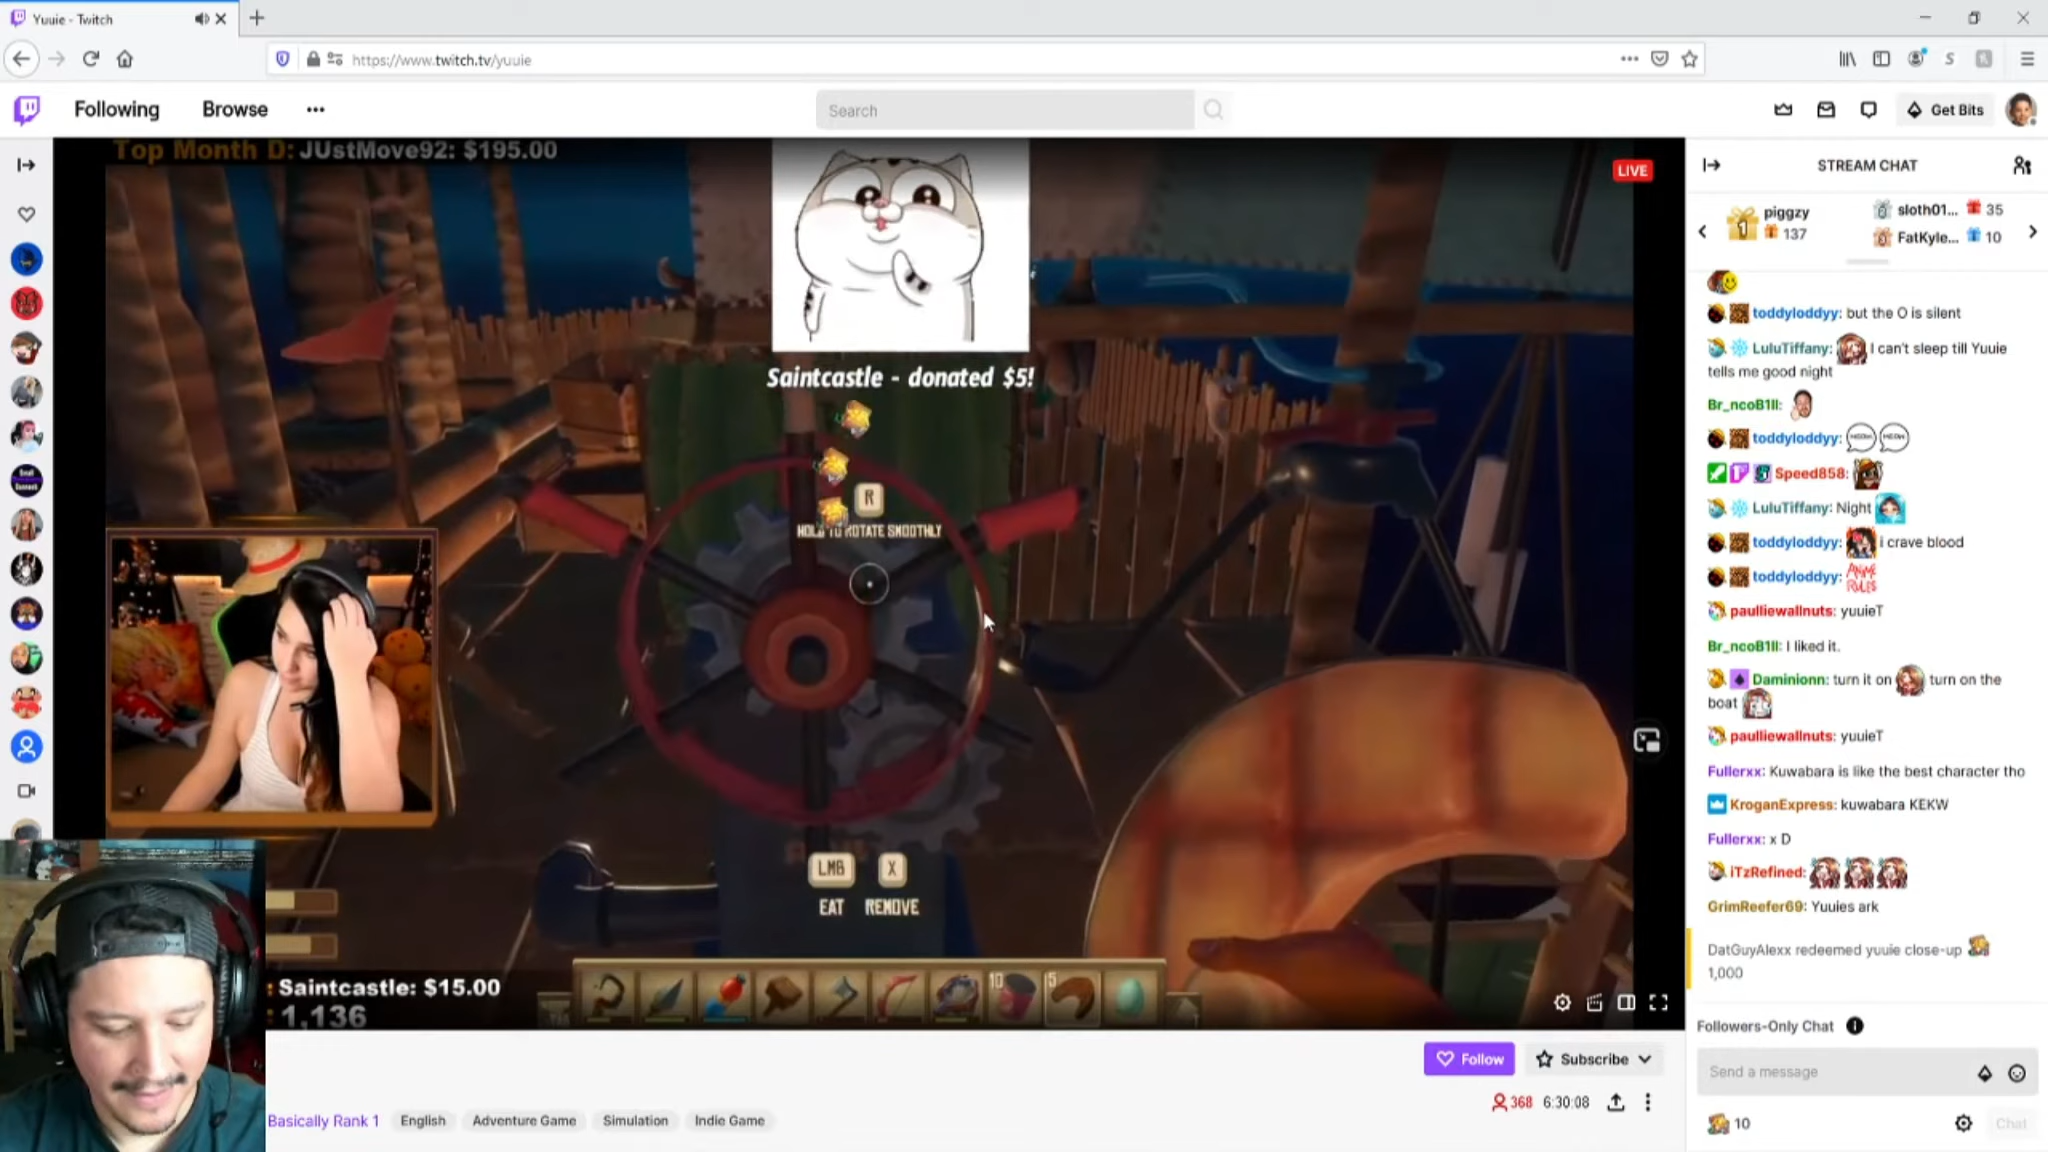 Yuuie - Twitch
https://www.twitch.tv/yuuie
Following
Browse
Search
Get Bits
Top Month D: JUstMove92: $195.00
LIVE
Saintcastle - donated $5!
R
HOLD TO ROTATE SMOOTHLY
LMB X
EAT REMOVE
10
5
: Saintcastle: $15.00
: 1,136
Follow
Subscribe
368 6:30:08
Basically Rank 1
English
Adventure Game
Simulation
Indie Game
STREAM CHAT
piggzy
137
sloth01... 35
FatKyle... 10
toddyloddyy: but the O is silent
LuluTiffany: I can't sleep till Yuuie
tells me good night
Br_ncoB1ll:
toddyloddyy:
Speed858:
LuluTiffany: Night
toddyloddyy: i crave blood
toddyloddyy: ANIME RULES
paulliewallnuts: yuuieT
Br_ncoB1ll: I liked it.
Daminionn: turn it on turn on the
boat
paulliewallnuts: yuuieT
Fullerxx: Kuwabara is like the best character tho
KroganExpress: kuwabara KEKW
Fullerxx: x D
iTzRefined:
GrimReefer69: Yuuies ark
DatGuyAlexx redeemed yuuie close-up
1,000
Followers-Only Chat
Send a message
10
Chat